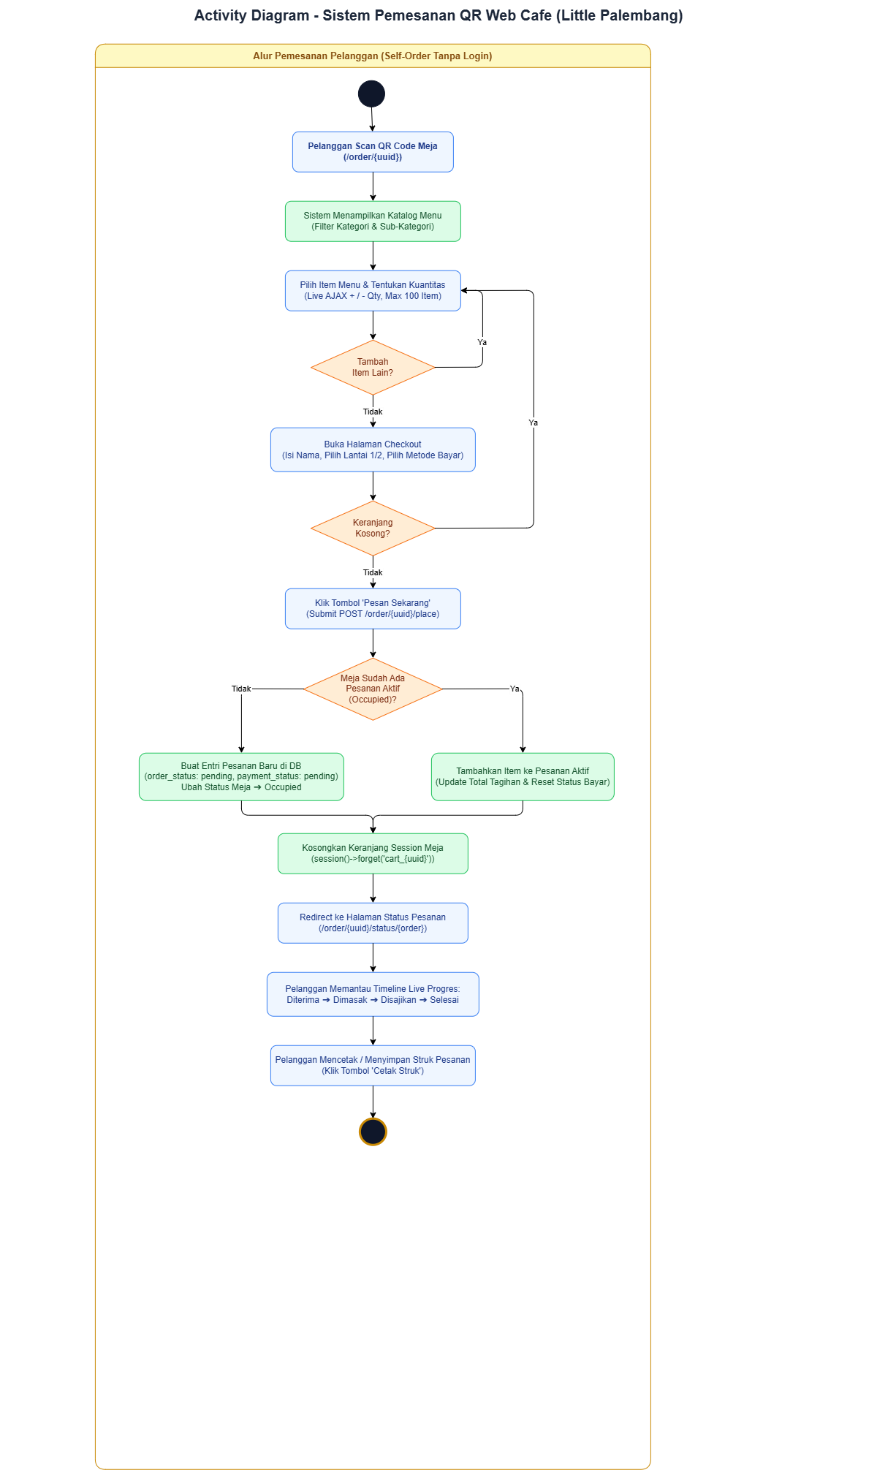 Activity Diagram - Sistem Pemesanan QR Web Cafe (Little Palembang)
Alur Pemesanan Pelanggan (Self-Order Tanpa Login)
Pelanggan Scan QR Code Meja
(/order/{uuid})
Sistem Menampilkan Katalog Menu
(Filter Kategori & Sub-Kategori)
Pilih Item Menu & Tentukan Kuantitas
(Live AJAX + / - Qty, Max 100 Item)
Ya
Tambah
Item Lain?
Tidak
Ya
Buka Halaman Checkout
(Isi Nama, Pilih Lantai 1/2, Pilih Metode Bayar)
Keranjang
Kosong?
Tidak
Klik Tombol 'Pesan Sekarang'
(Submit POST /order/{uuid}/place)
Meja Sudah Ada
Pesanan Aktif
(Occupied)?
Tidak
Ya
Buat Entri Pesanan Baru di DB
(order_status: pending, payment_status: pending)
Ubah Status Meja ➔ Occupied
Tambahkan Item ke Pesanan Aktif
(Update Total Tagihan & Reset Status Bayar)
Kosongkan Keranjang Session Meja
(session()->forget('cart_{uuid}'))
Redirect ke Halaman Status Pesanan
(/order/{uuid}/status/{order})
Pelanggan Memantau Timeline Live Progres:
Diterima ➔ Dimasak ➔ Disajikan ➔ Selesai
Pelanggan Mencetak / Menyimpan Struk Pesanan
(Klik Tombol 'Cetak Struk')